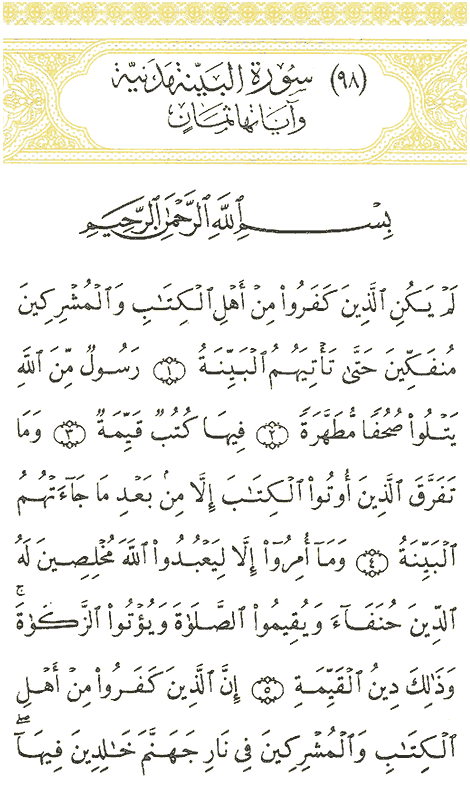 (٩٨) سُورَةُ البَيِّنَةِ مَدَنِيَّة
وَآيَاتُهَا ثَمَانٍ
بِسْمِ ٱللَّهِ ٱلرَّحْمَٰنِ ٱلرَّحِيمِ
لَمْ يَكُنِ ٱلَّذِينَ كَفَرُوا۟ مِنْ أَهْلِ ٱلْكِتَٰبِ وَٱلْمُشْرِكِينَ
مُنفَكِّينَ حَتَّىٰ تَأْتِيَهُمُ ٱلْبَيِّنَةُ ١ رَسُولٌ مِّنَ ٱللَّهِ
يَتْلُوا۟ صُحُفًا مُّطَهَّرَةً ٢ فِيهَا كُتُبٌ قَيِّمَةٌ ٣ وَمَا
تَفَرَّقَ ٱلَّذِينَ أُوتُوا۟ ٱلْكِتَٰبَ إِلَّا مِنۢ بَعْدِ مَا جَآءَتْهُمُ
ٱلْبَيِّنَةُ ٤ وَمَآ أُمِرُوٓا۟ إِلَّا لِيَعْبُدُوا۟ ٱللَّهَ مُخْلِصِينَ لَهُ
ٱلدِّينَ حُنَفَآءَ وَيُقِيمُوا۟ ٱلصَّلَوٰةَ وَيُؤْتُوا۟ ٱلزَّكَوٰةَ ۚ
وَذَٰلِكَ دِينُ ٱلْقَيِّمَةِ ٥ إِنَّ ٱلَّذِينَ كَفَرُوا۟ مِنْ أَهْلِ
ٱلْكِتَٰبِ وَٱلْمُشْرِكِينَ فِى نَارِ جَهَنَّمَ خَٰلِدِينَ فِيهَآ ۖ